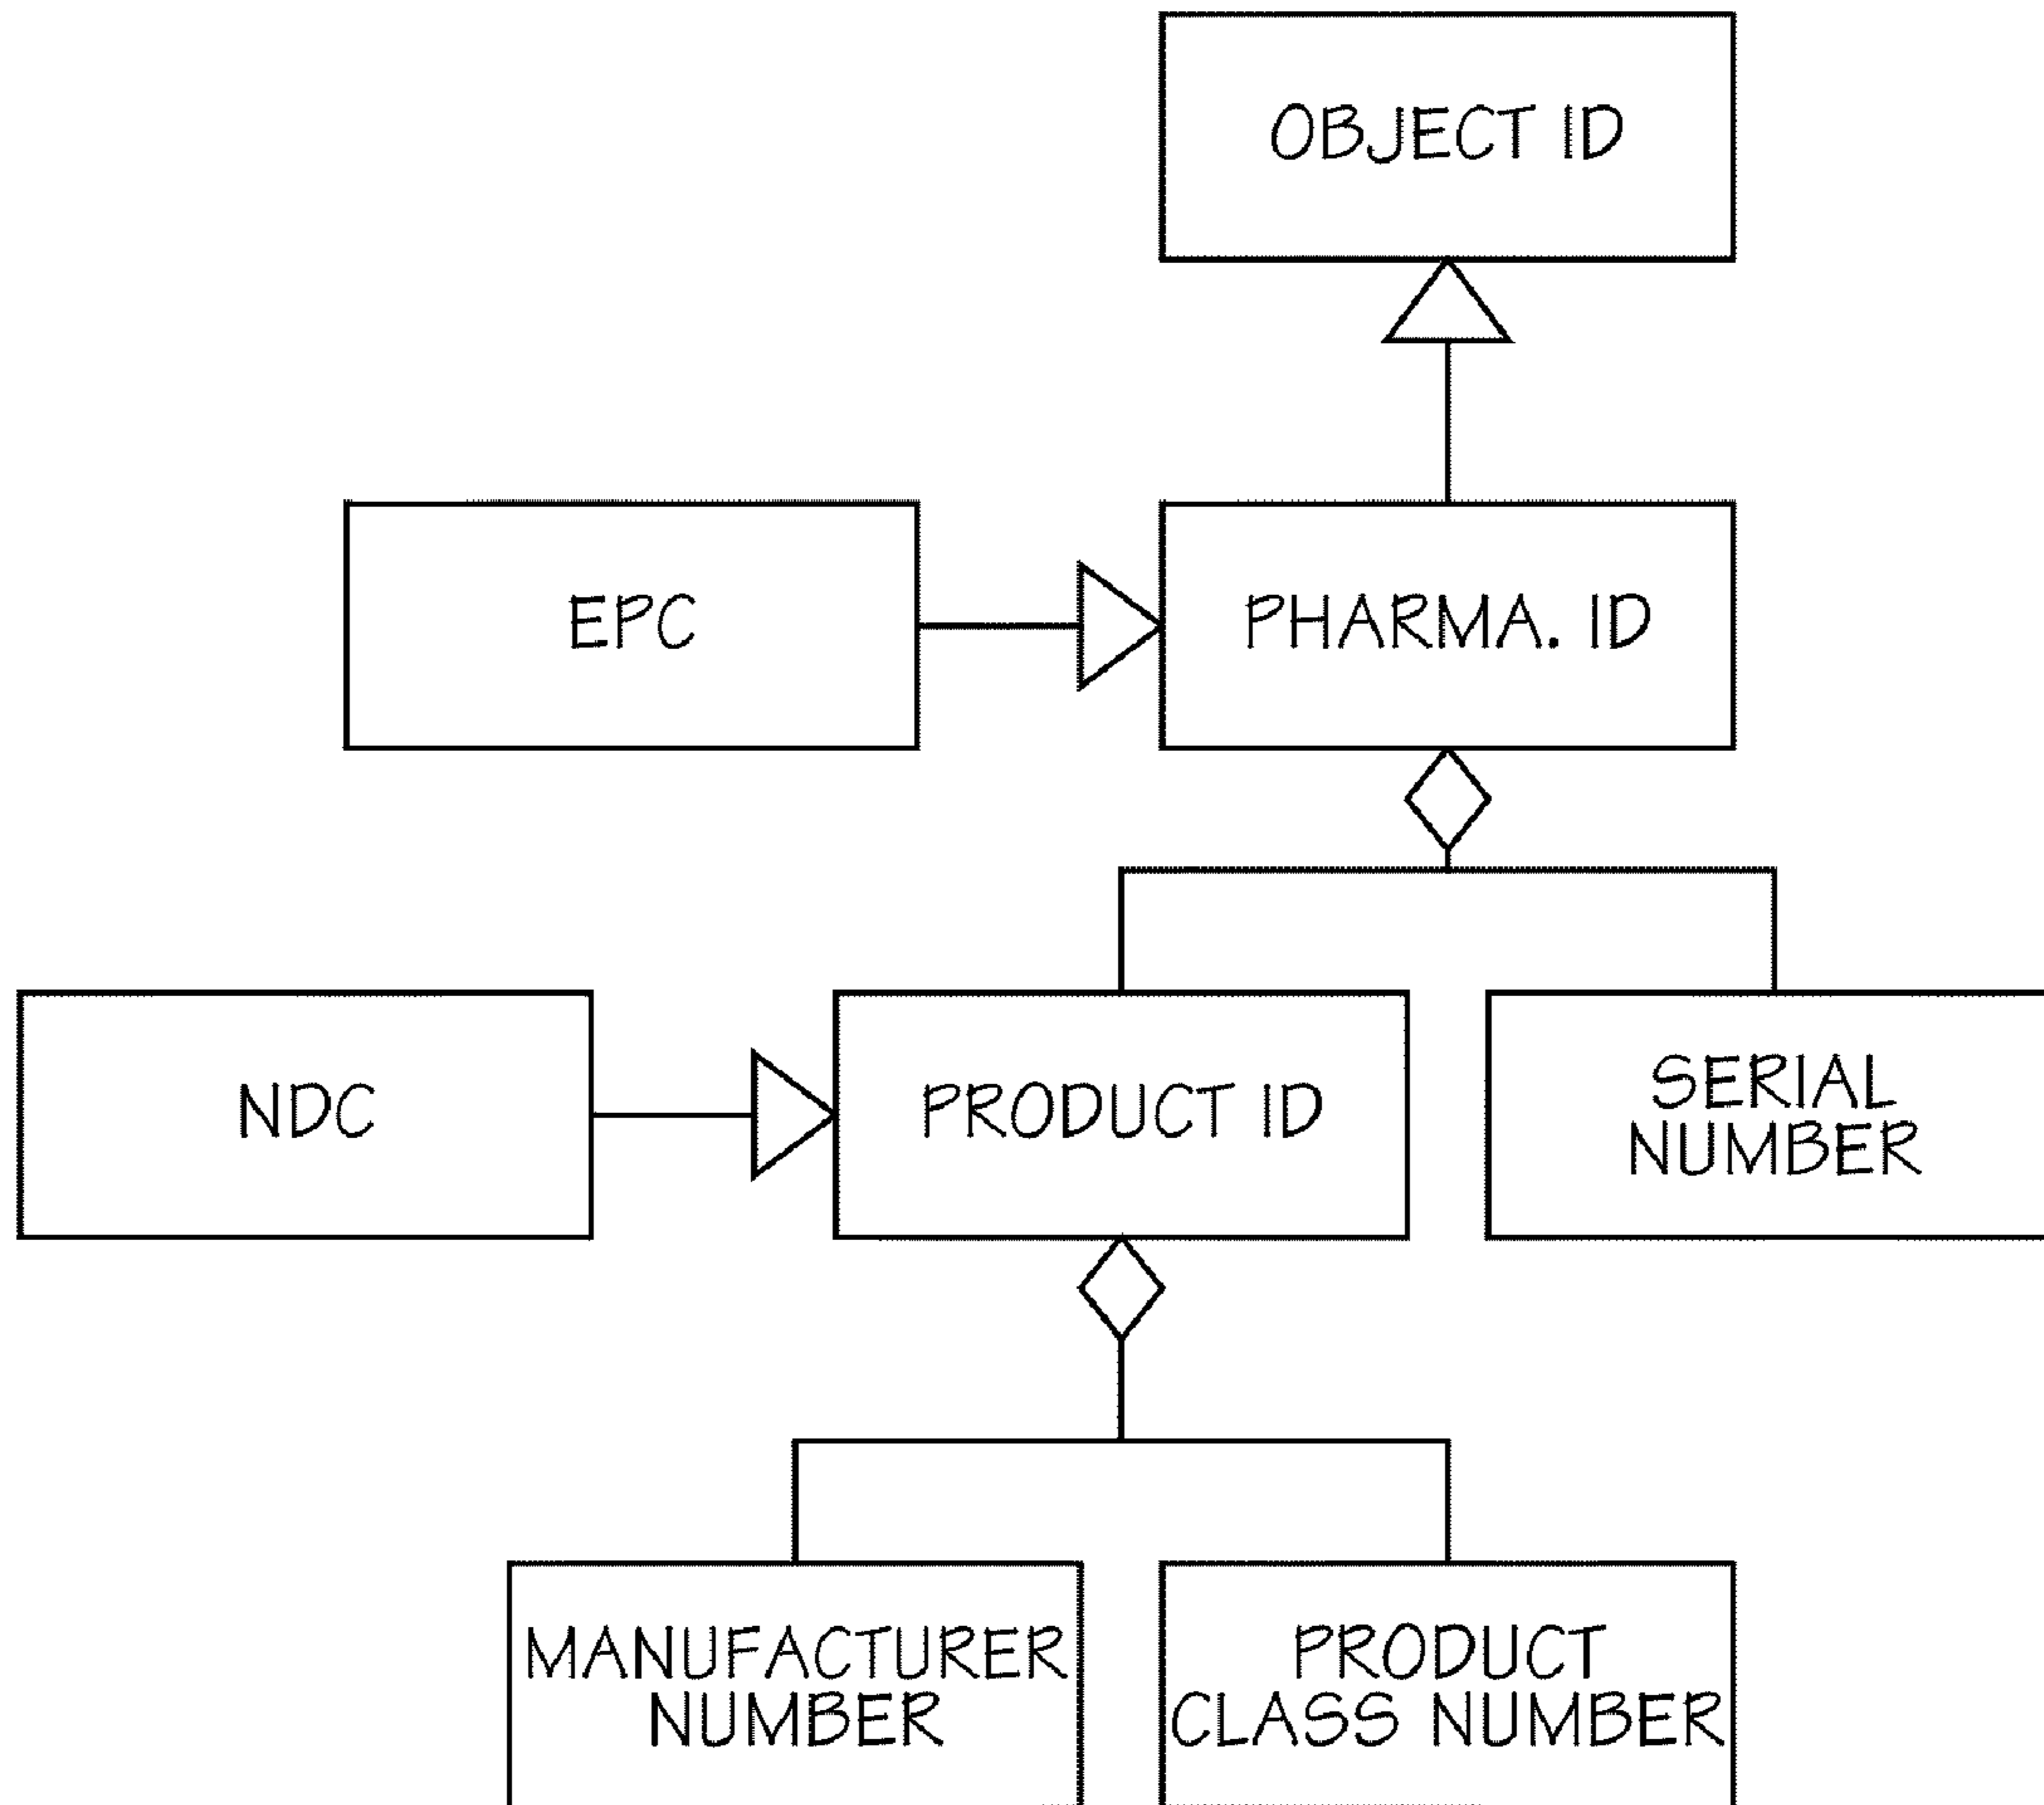 OBJECT ID
EPC
PHARMA. ID
NDC
PRODUCT ID
SERIAL
NUMBER
MANUFACTURER
NUMBER
PRODUCT
CLASS NUMBER